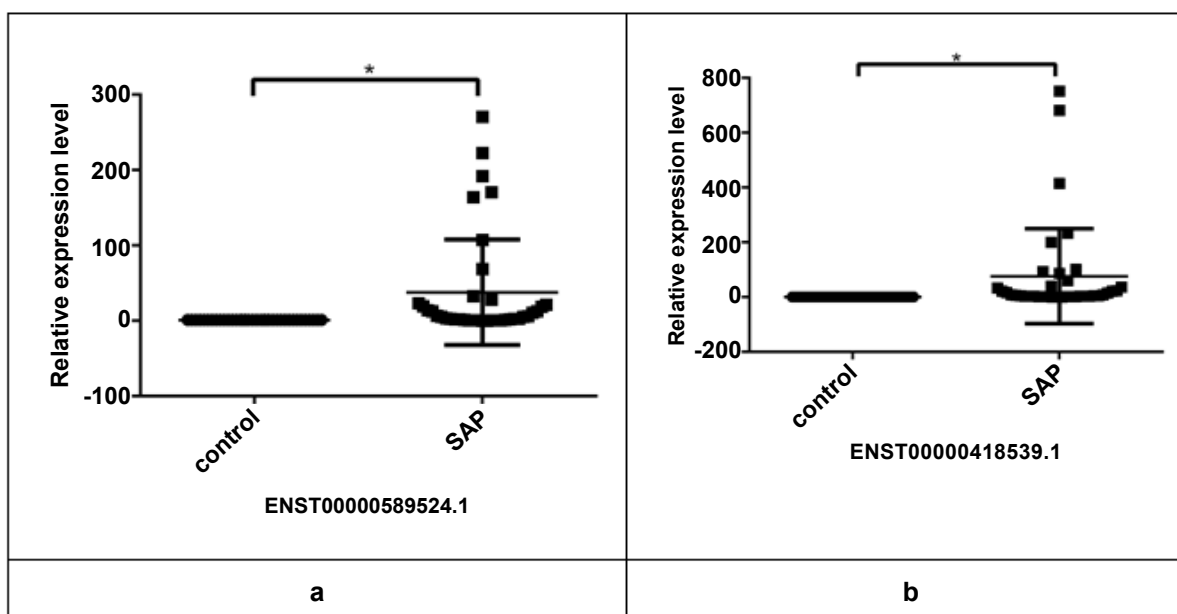 *
300
200
100
0
-100
Relative expression level
control
SAP
ENST00000589524.1
a
*
800
600
400
200
0
-200
Relative expression level
control
SAP
ENST00000418539.1
b